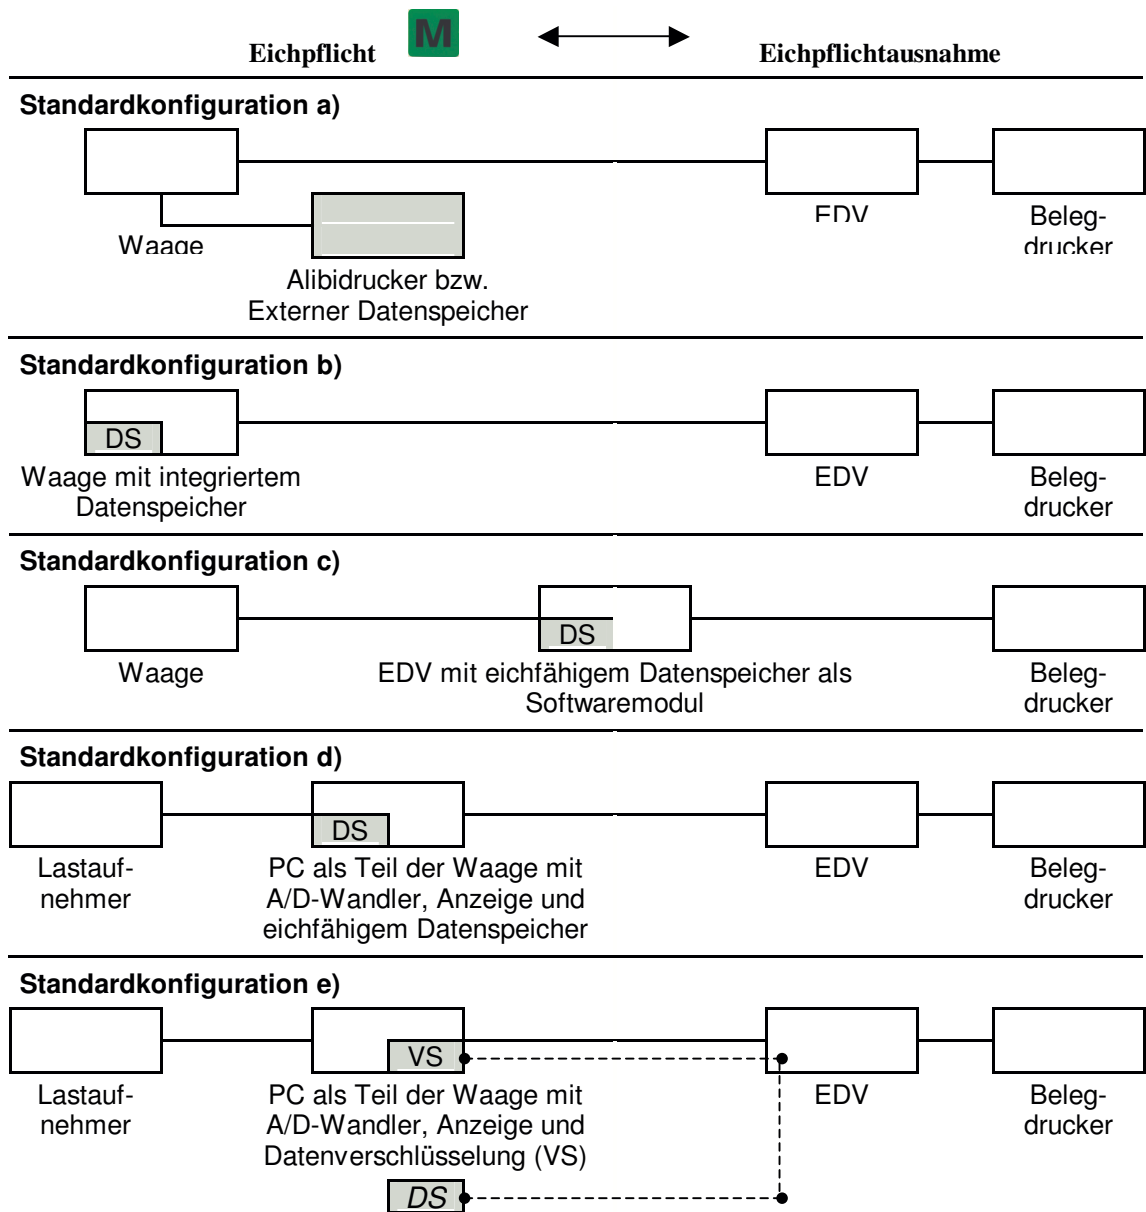 M
Eichpflicht Eichpflichtausnahme
Standardkonfiguration a)
Waage
EDV
Beleg-
drucker
Alibidrucker bzw.
Externer Datenspeicher
Standardkonfiguration b)
DS
Waage mit integriertem
Datenspeicher
EDV
Beleg-
drucker
Standardkonfiguration c)
DS
Waage
EDV mit eichfähigem Datenspeicher als
Softwaremodul
Beleg-
drucker
Standardkonfiguration d)
DS
Lastauf-
nehmer
PC als Teil der Waage mit
A/D-Wandler, Anzeige und
eichfähigem Datenspeicher
EDV
Beleg-
drucker
Standardkonfiguration e)
VS
Lastauf-
nehmer
PC als Teil der Waage mit
A/D-Wandler, Anzeige und
Datenverschlüsselung (VS)
EDV
Beleg-
drucker
DS